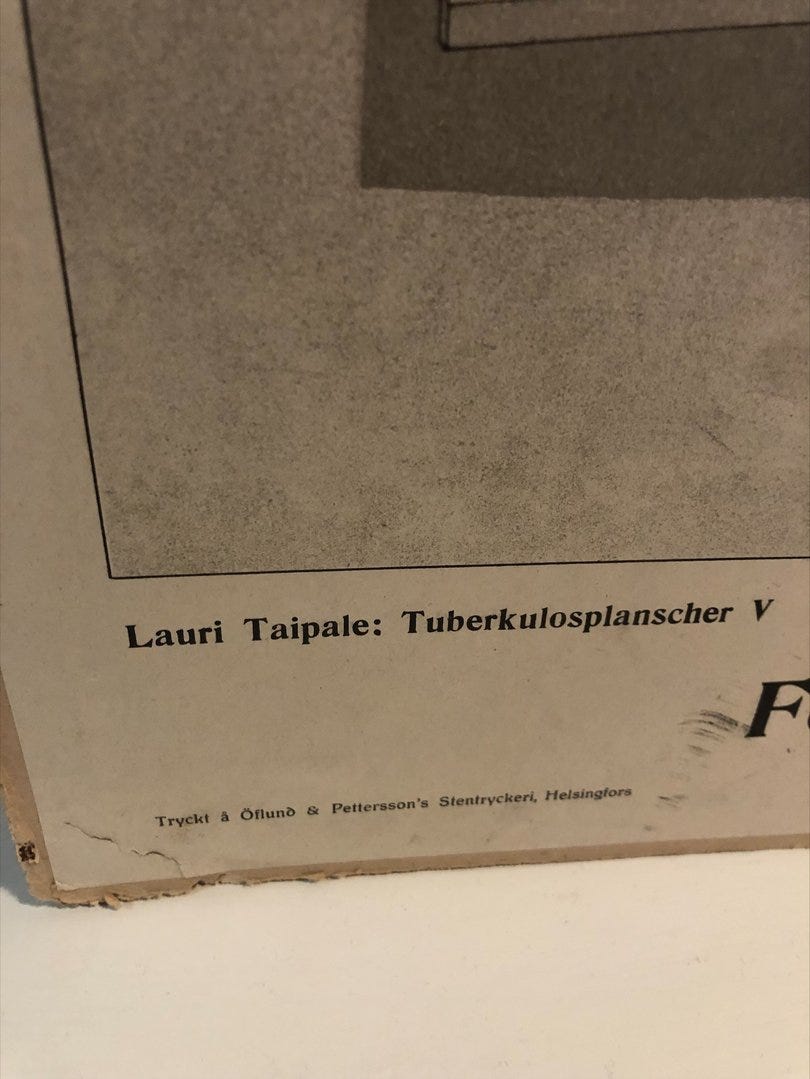 Lauri Taipale: Tuberkulosplanscher V
Tryckt å Öflund & Pettersson's Stentryckeri, Helsingfors